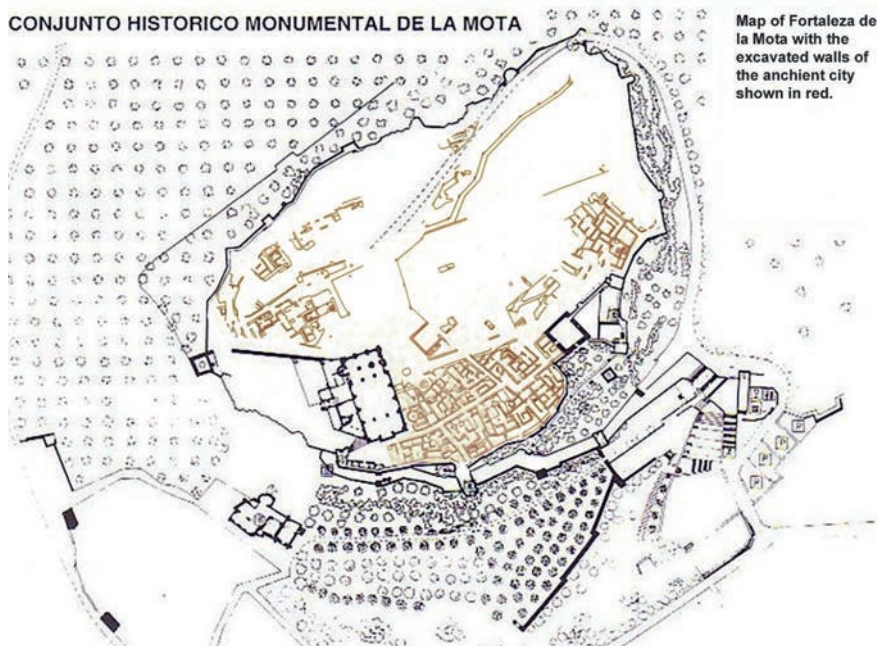 CONJUNTO HISTORICO MONUMENTAL DE LA MOTA
Map of Fortaleza de
la Mota with the
excavated walls of
the anchient city
shown in red.
P
P
P
P